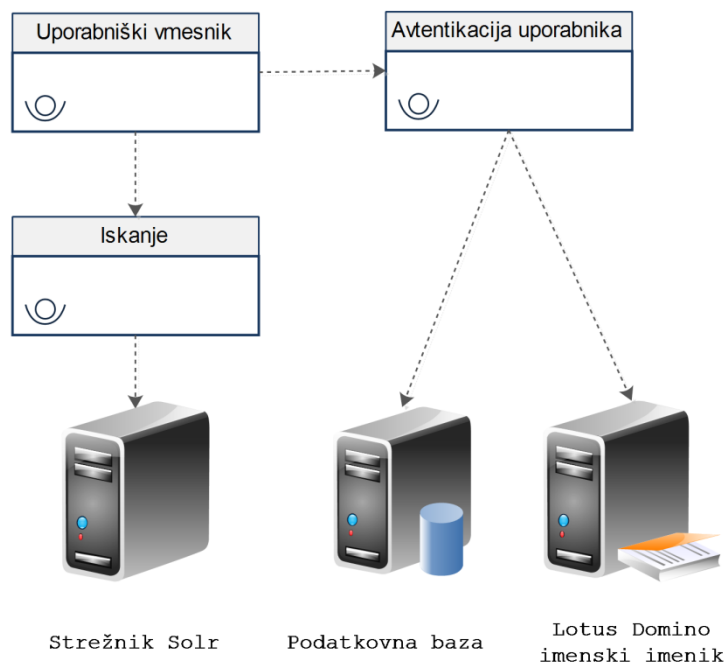 Uporabniški vmesnik
Avtentikacija uporabnika
Iskanje
Strežnik Solr
Podatkovna baza
Lotus Domino
imenski imenik